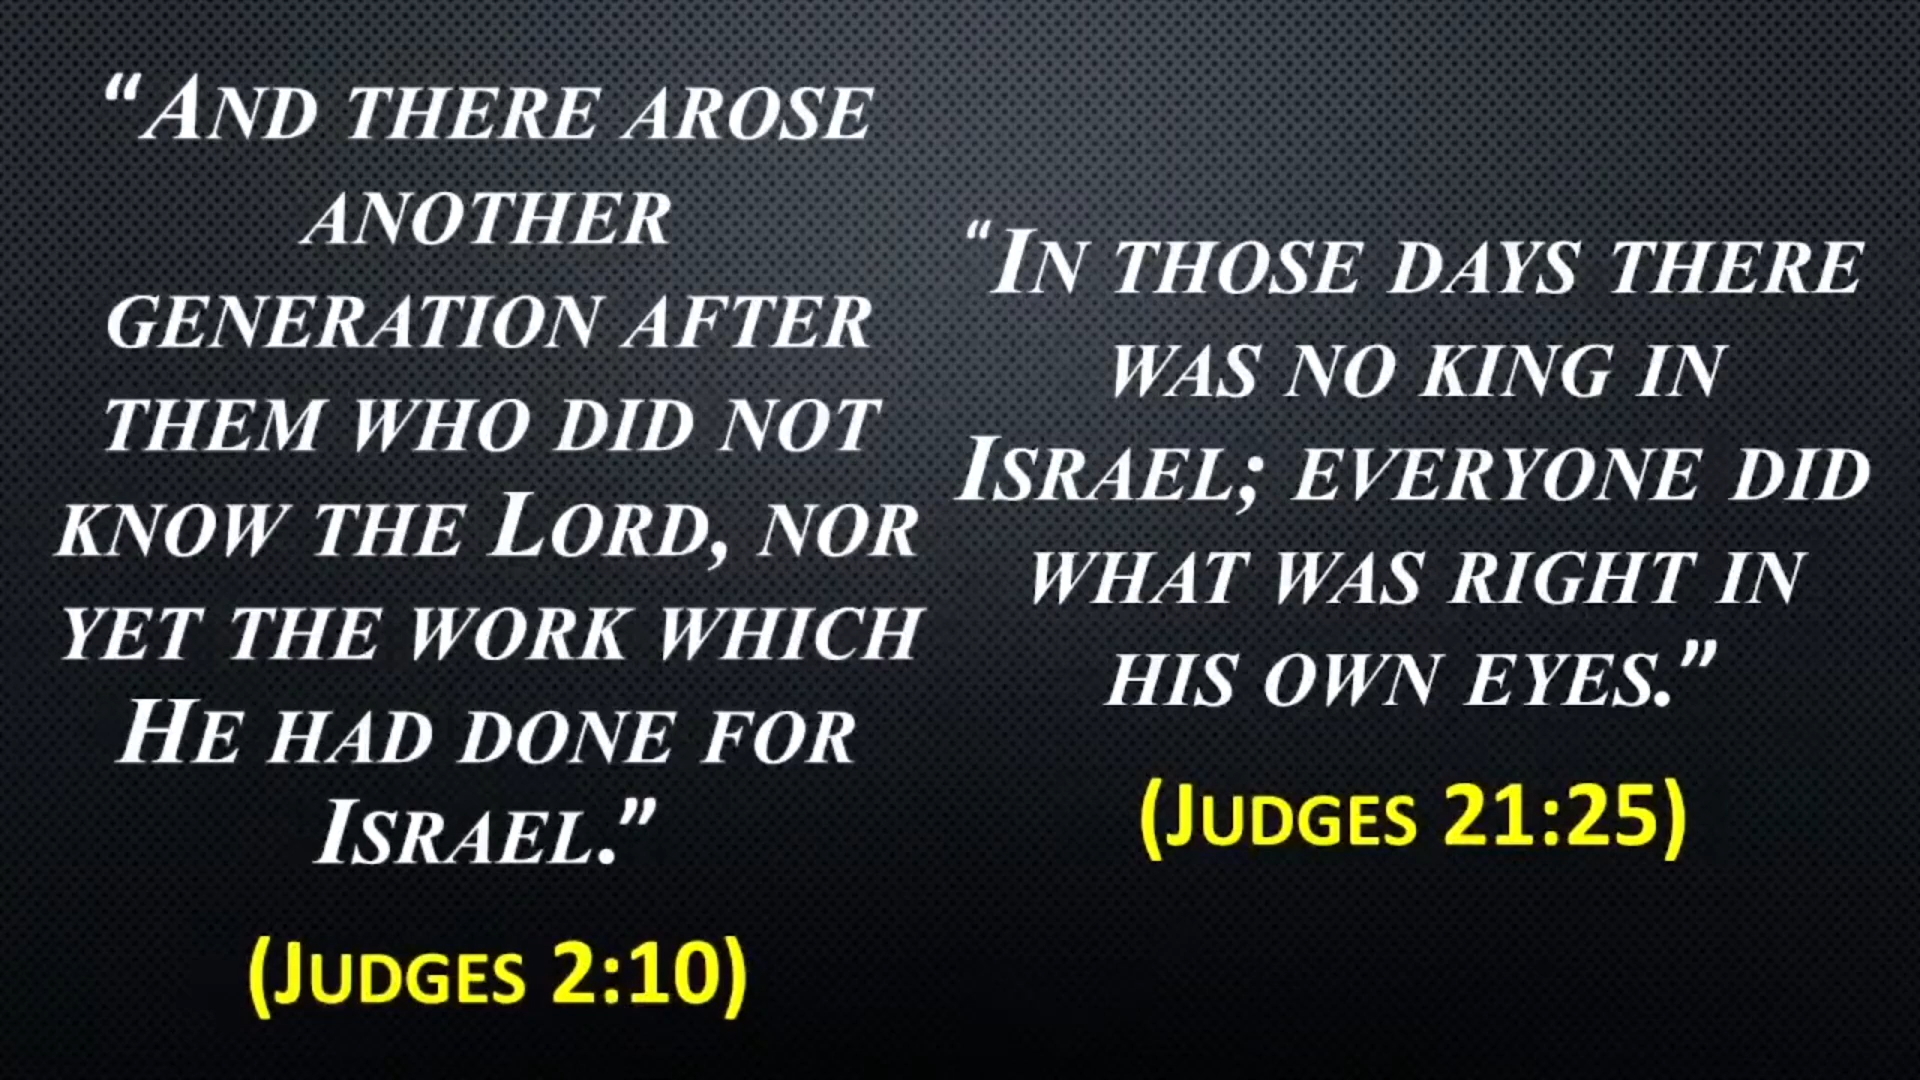 “AND THERE AROSE
ANOTHER
GENERATION AFTER
THEM WHO DID NOT
KNOW THE LORD, NOR
YET THE WORK WHICH
HE HAD DONE FOR
ISRAEL.”
(JUDGES 2:10)
“IN THOSE DAYS THERE
WAS NO KING IN
ISRAEL; EVERYONE DID
WHAT WAS RIGHT IN
HIS OWN EYES.”
(JUDGES 21:25)